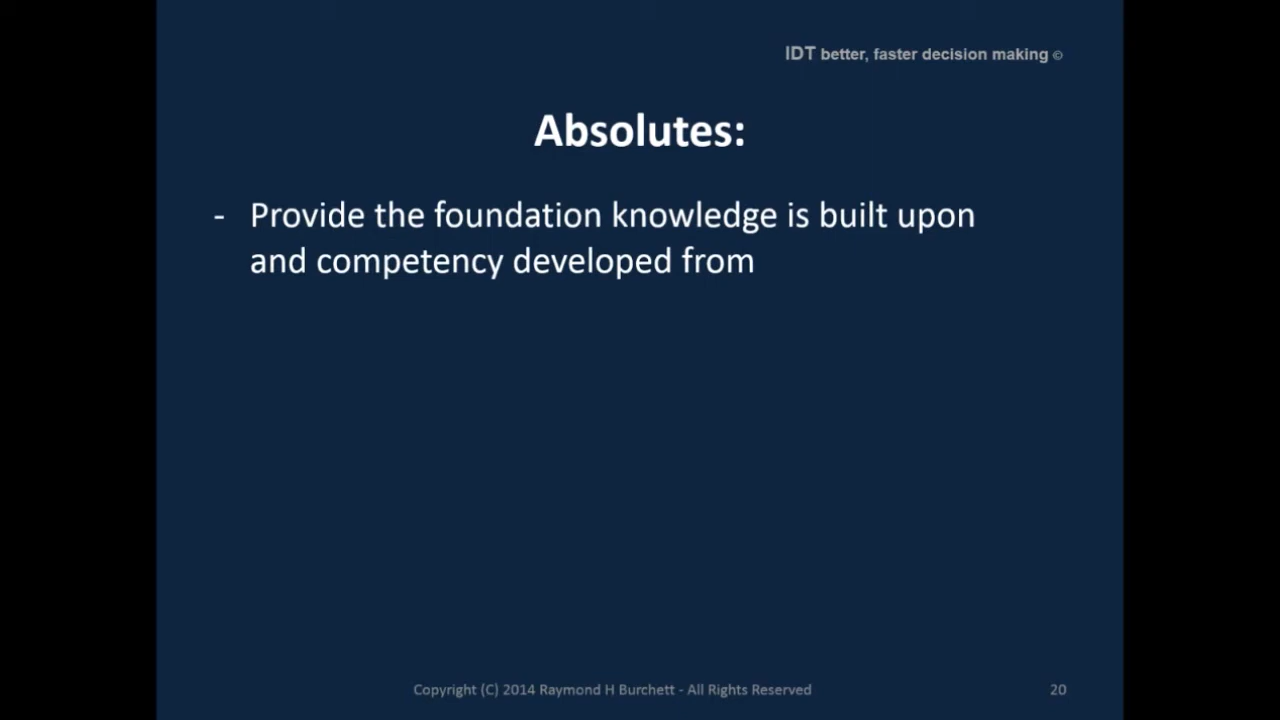 IDT better, faster decision making ©
Absolutes:
- Provide the foundation knowledge is built upon
and competency developed from
Copyright (C) 2014 Raymond H Burchett - All Rights Reserved
20